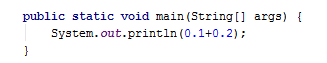 public static void main(String[] args) {
    System.out.println(0.1+0.2);
}